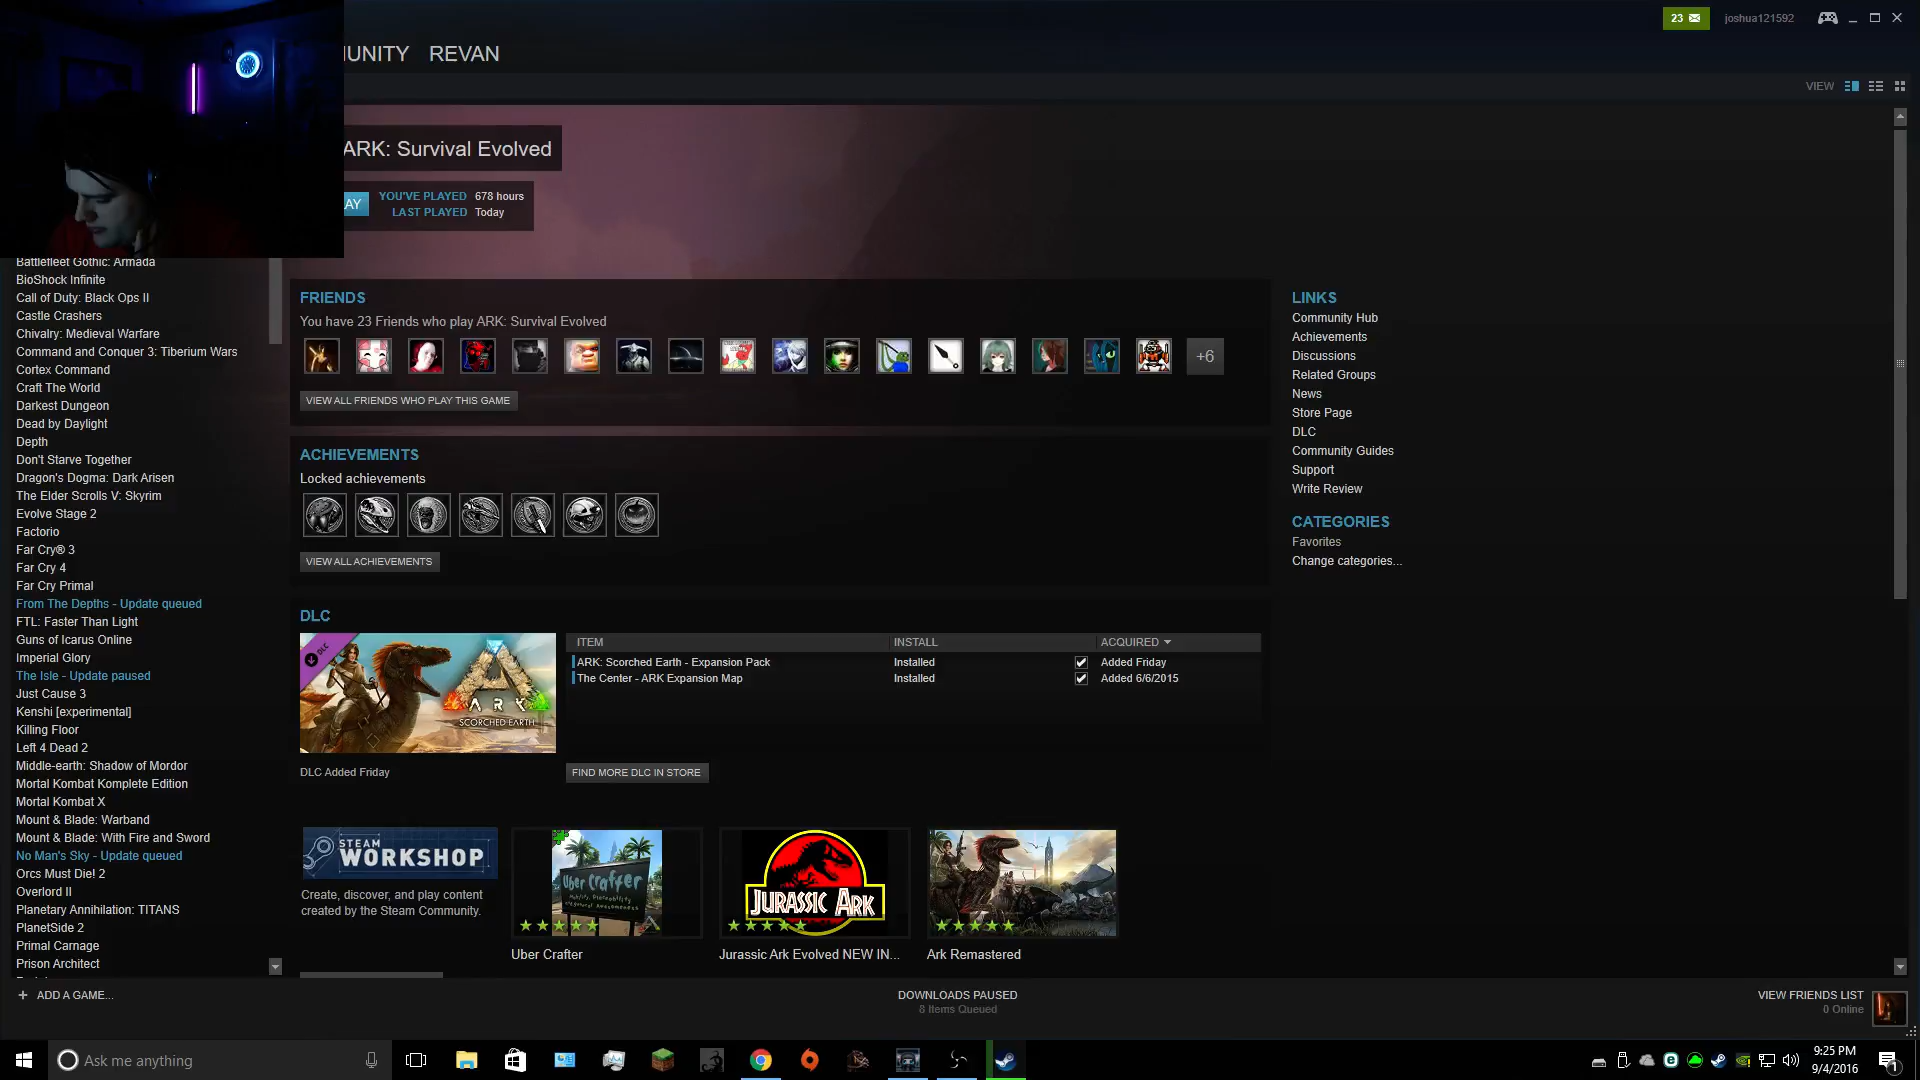 23
joshua121592
UNITY REVAN
VIEW
ARK: Survival Evolved
AY
YOU'VE PLAYED 678 hours
LAST PLAYED Today
Battlefleet Gothic: Armada
BioShock Infinite
Call of Duty: Black Ops II
Castle Crashers
Chivalry: Medieval Warfare
Command and Conquer 3: Tiberium Wars
Cortex Command
Craft The World
Darkest Dungeon
Dead by Daylight
Depth
Don't Starve Together
Dragon's Dogma: Dark Arisen
The Elder Scrolls V: Skyrim
Evolve Stage 2
Factorio
Far Cry® 3
Far Cry 4
Far Cry Primal
From The Depths - Update queued
FTL: Faster Than Light
Guns of Icarus Online
Imperial Glory
The Isle - Update paused
Just Cause 3
Kenshi [experimental]
Killing Floor
Left 4 Dead 2
Middle-earth: Shadow of Mordor
Mortal Kombat Komplete Edition
Mortal Kombat X
Mount & Blade: Warband
Mount & Blade: With Fire and Sword
No Man's Sky - Update queued
Orcs Must Die! 2
Overlord II
Planetary Annihilation: TITANS
PlanetSide 2
Primal Carnage
Prison Architect
FRIENDS
You have 23 Friends who play ARK: Survival Evolved
+6
VIEW ALL FRIENDS WHO PLAY THIS GAME
ACHIEVEMENTS
Locked achievements
VIEW ALL ACHIEVEMENTS
DLC
DLC
ARK
SCORCHED EARTH
DLC Added Friday
ITEM INSTALL ACQUIRED
ARK: Scorched Earth - Expansion Pack Installed Added Friday
The Center - ARK Expansion Map Installed Added 6/6/2015
FIND MORE DLC IN STORE
STEAM
WORKSHOP
Create, discover, and play content
created by the Steam Community.
Uber Crafter
Uber Crafter
JURASSIC ARK
Jurassic Ark Evolved NEW IN...
Ark Remastered
LINKS
Community Hub
Achievements
Discussions
Related Groups
News
Store Page
DLC
Community Guides
Support
Write Review
CATEGORIES
Favorites
Change categories...
+ ADD A GAME...
DOWNLOADS PAUSED
8 Items Queued
VIEW FRIENDS LIST
0 Online
Ask me anything
9:25 PM
9/4/2016
1